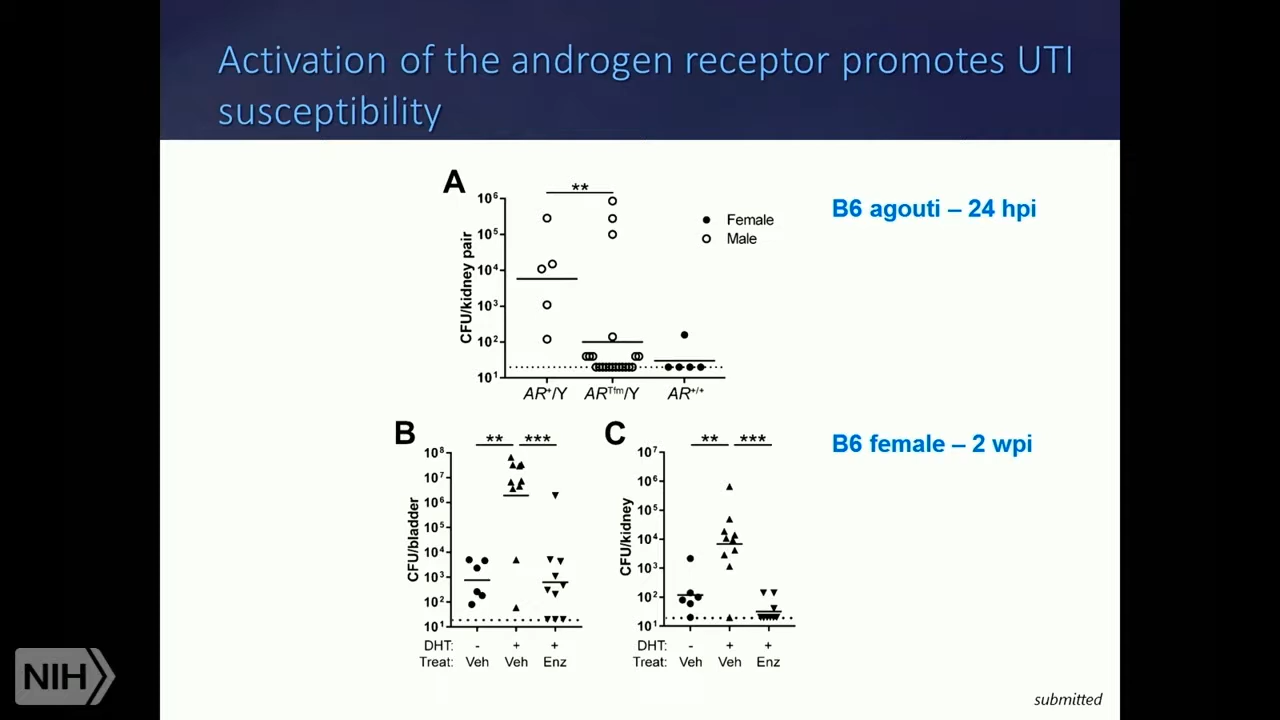 Activation of the androgen receptor promotes UTI
susceptibility
A
**
10⁶
10⁵
10⁴
10³
10²
10¹
CFU/kidney pair
Female
Male
AR⁺/Y
ARᵀᶠᵐ/Y
AR⁺/⁺
B6 agouti – 24 hpi
B
**
***
10⁸
10⁷
10⁶
10⁵
10⁴
10³
10²
10¹
CFU/bladder
DHT: - + +
Treat: Veh Veh Enz
C
**
***
10⁷
10⁶
10⁵
10⁴
10³
10²
10¹
CFU/kidney
DHT: - + +
Treat: Veh Veh Enz
B6 female – 2 wpi
NIH
submitted